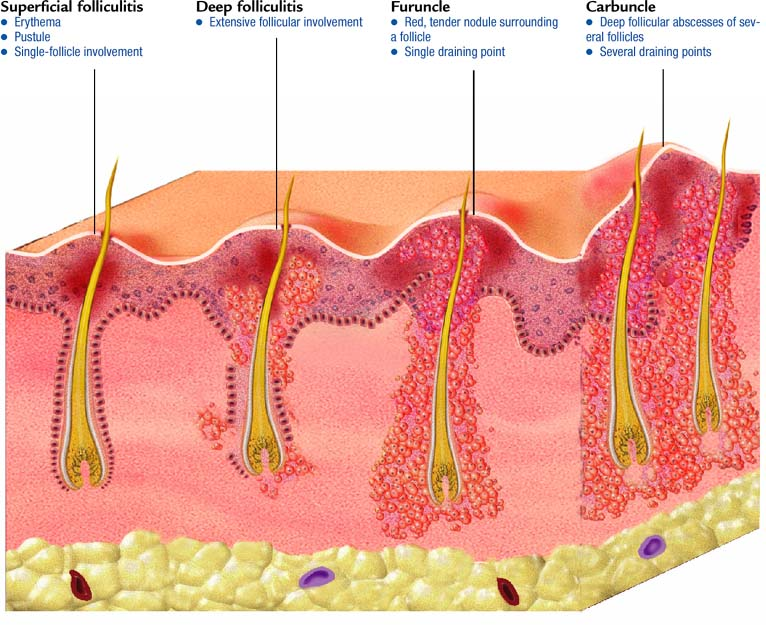 Superficial folliculitis
● Erythema
● Pustule
● Single-follicle involvement
Deep folliculitis
● Extensive follicular involvement
Furuncle
● Red, tender nodule surrounding
a follicle
● Single draining point
Carbuncle
● Deep follicular abscesses of sev-
eral follicles
● Several draining points